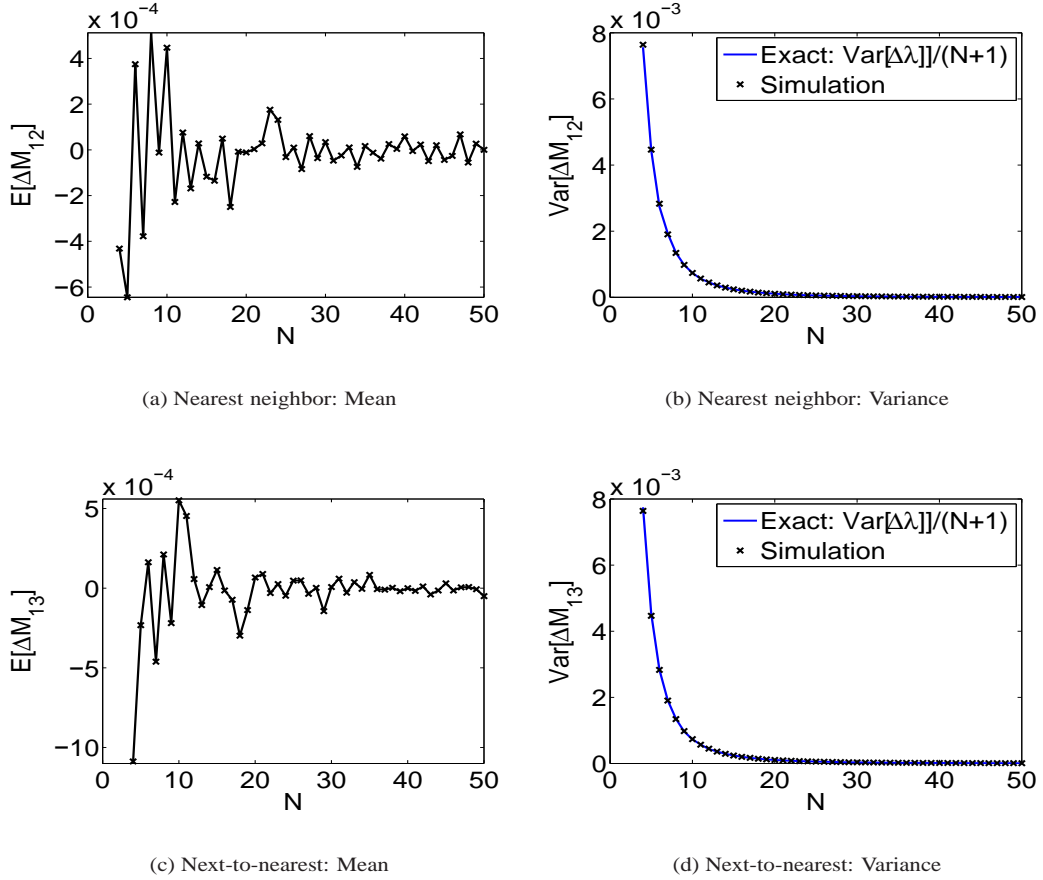 x 10⁻⁴
4
2
0
−2
−4
−6
0 10 20 30 40 50
N
E[ΔM₁₂]
(a) Nearest neighbor: Mean
x 10⁻³
8
6
4
2
0
0 10 20 30 40 50
N
Var[ΔM₁₂]
Exact: Var[Δλ]]/(N+1)
Simulation
(b) Nearest neighbor: Variance
x 10⁻⁴
5
0
−5
−10
0 10 20 30 40 50
N
E[ΔM₁₃]
(c) Next-to-nearest: Mean
x 10⁻³
8
6
4
2
0
0 10 20 30 40 50
N
Var[ΔM₁₃]
Exact: Var[Δλ]]/(N+1)
Simulation
(d) Next-to-nearest: Variance